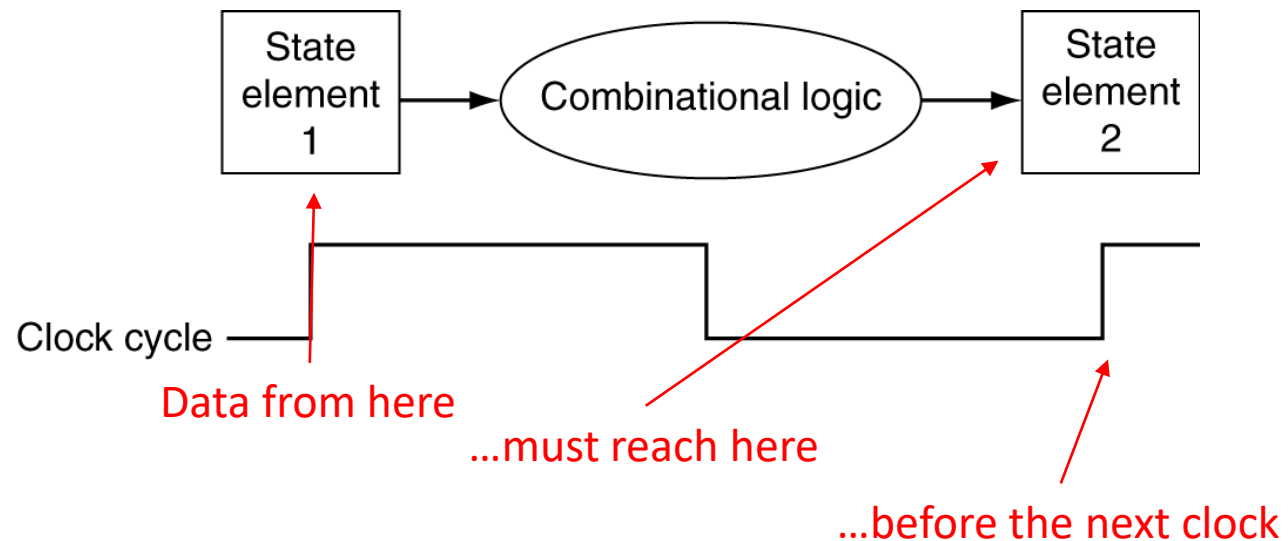 State
element
1
Combinational logic
State
element
2
Clock cycle
Data from here
...must reach here
...before the next clock